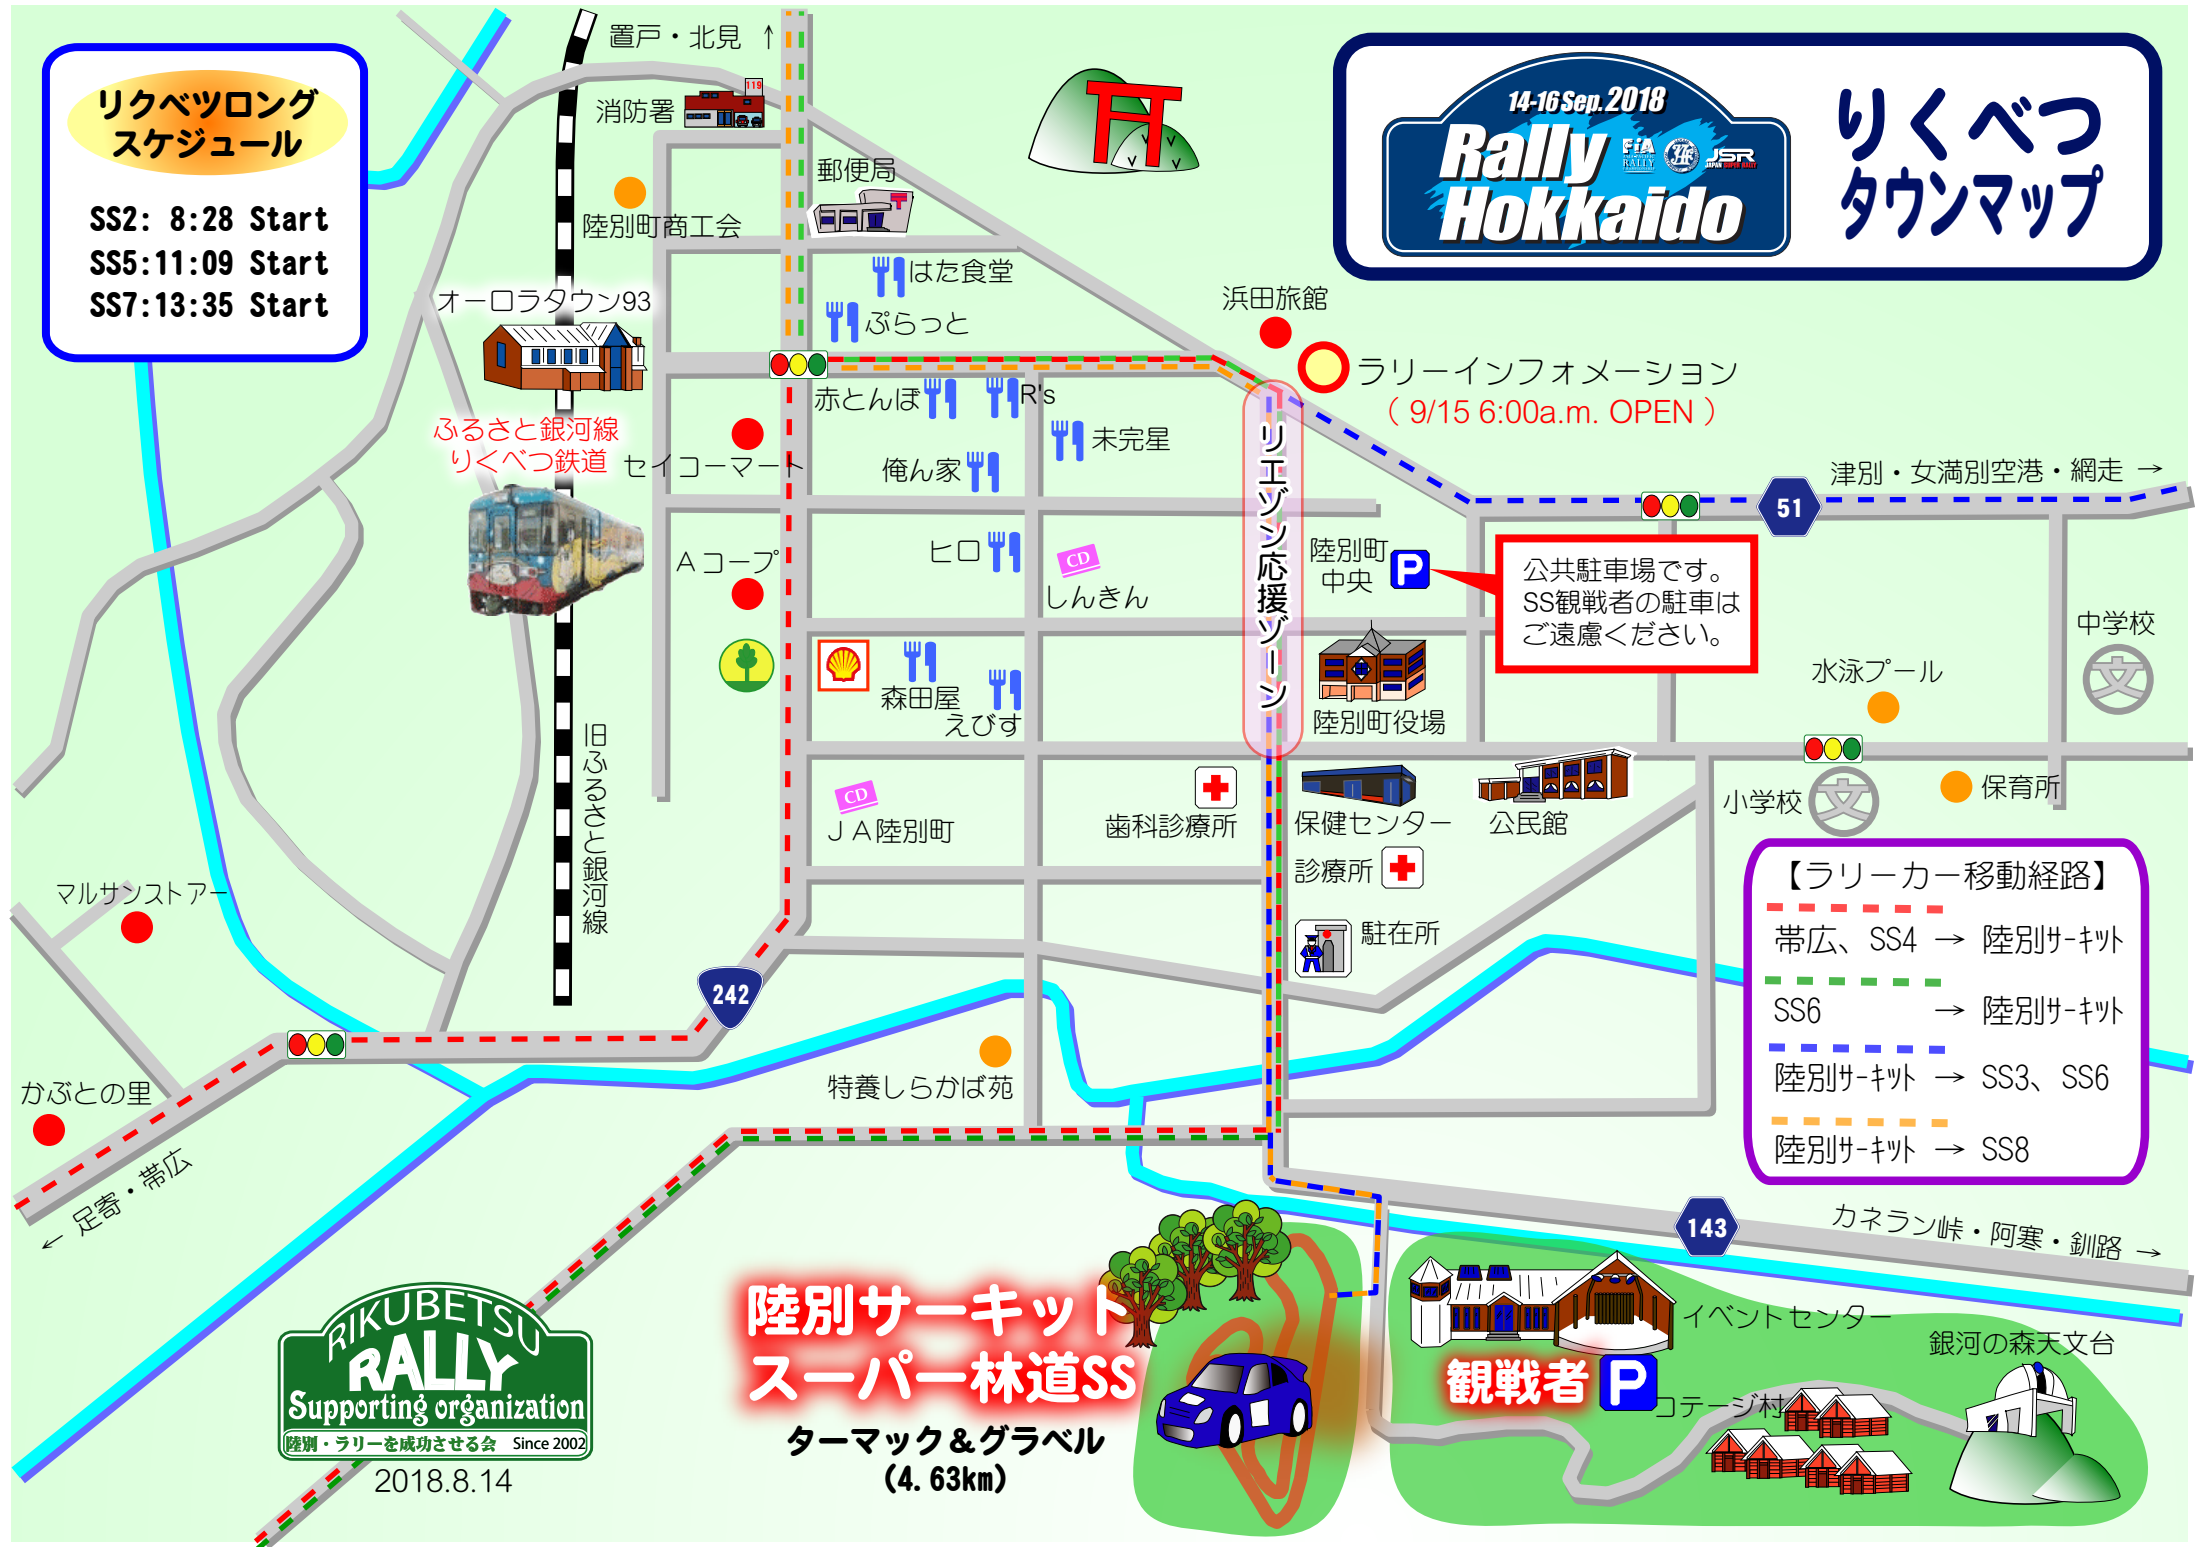 リクベツロング
スケジュール
SS2: 8:28 Start
SS5:11:09 Start
SS7:13:35 Start
置戸・北見 ↑
消防署
119
陸別町商工会
郵便局
〒
はた食堂
ぷらっと
オーロラタウン93
ふるさと銀河線
りくべつ鉄道
14-16 Sep. 2018
Rally
Hokkaido
FIA
RALLY
JSR
りくべつ
タウンマップ
浜田旅館
ラリーインフォメーション
( 9/15 6:00a.m. OPEN )
赤とんぼ
R's
未完星
セイコーマート
俺ん家
リエゾン応援ゾーン
津別・女満別空港・網走 →
51
Aコープ
ヒロ
CD
しんきん
陸別町
中央
P
公共駐車場です。
SS観戦者の駐車は
ご遠慮ください。
中学校
文
森田屋
えびす
陸別町役場
水泳プール
旧ふるさと銀河線
CD
JA陸別町
歯科診療所
保健センター
公民館
小学校
文
保育所
診療所
駐在所
マルサンストアー
242
かぶとの里
特養しらかば苑
← 足寄・帯広
【ラリーカー移動経路】
帯広、SS4 → 陸別ｻｰｷｯﾄ
SS6 → 陸別ｻｰｷｯﾄ
陸別ｻｰｷｯﾄ → SS3、SS6
陸別ｻｰｷｯﾄ → SS8
143
カネラン峠・阿寒・釧路 →
陸別サーキット
スーパー林道SS
ターマック＆グラベル
(4.63km)
イベントセンター
観戦者 P
コテージ村
銀河の森天文台
RIKUBETSU
RALLY
Supporting organization
陸別・ラリーを成功させる会 Since 2002
2018.8.14